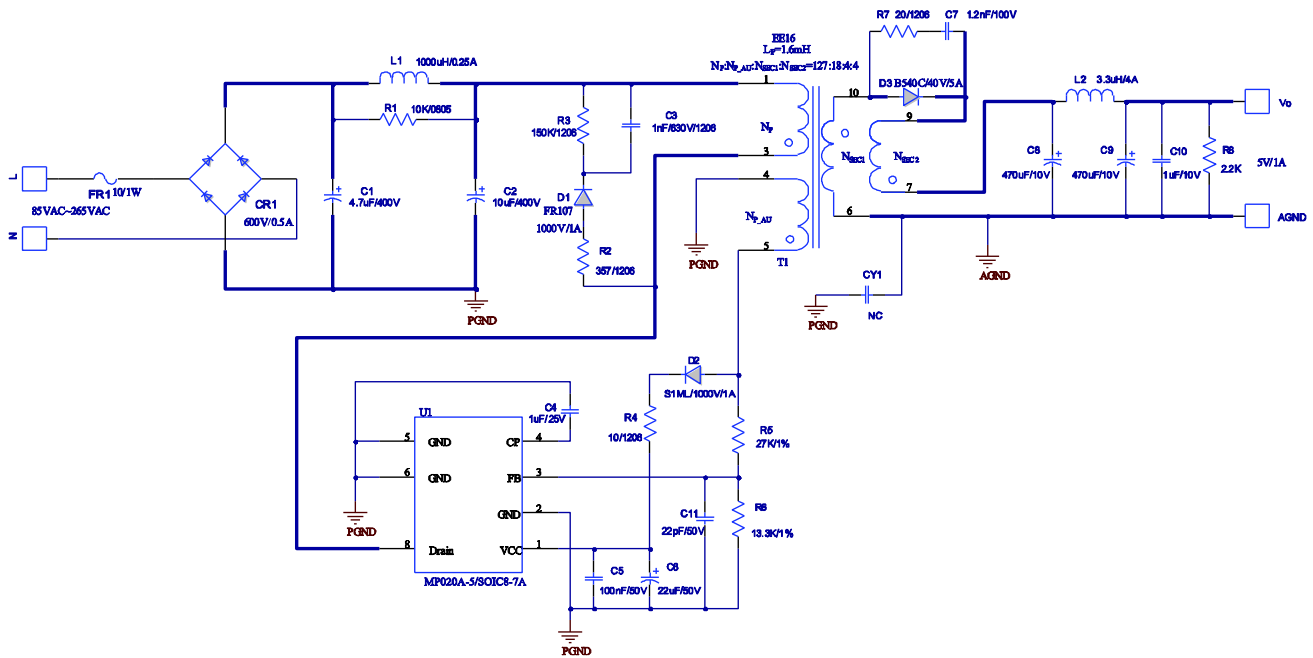 R7 20/1206
C7 1.2nF/100V
EE16
LP=1.6mH
NP:NP_AU:NSEC1:NSEC2=127:18:4:4
L1 1000uH/0.25A
R1 10K/0805
R3
150K/1206
C3
1nF/630V/1206
D1
FR107
1000V/1A
R2
357/1206
L
FR1 10/1W
85VAC~265VAC
N
CR1
600V/0.5A
C1
4.7uF/400V
C2
10uF/400V
PGND
1
NP
3
4
NP_AU
5
T1
PGND
10
NSEC1
6
9
NSEC2
7
D3 B540C/40V/5A
L2 3.3uH/4A
Vo
C8
470uF/10V
C9
470uF/10V
C10
1uF/10V
R8
2.2K
5V/1A
AGND
AGND
CY1
NC
PGND
D2
S1ML/1000V/1A
R4
10/1206
R5
27K/1%
R6
13.3K/1%
C4
1uF/25V
U1
5 GND
CP 4
6 GND
FB 3
GND 2
8 Drain
VCC 1
MP020A-5/SOIC8-7A
PGND
C11
22pF/50V
C5
100nF/50V
C6
22uF/50V
PGND